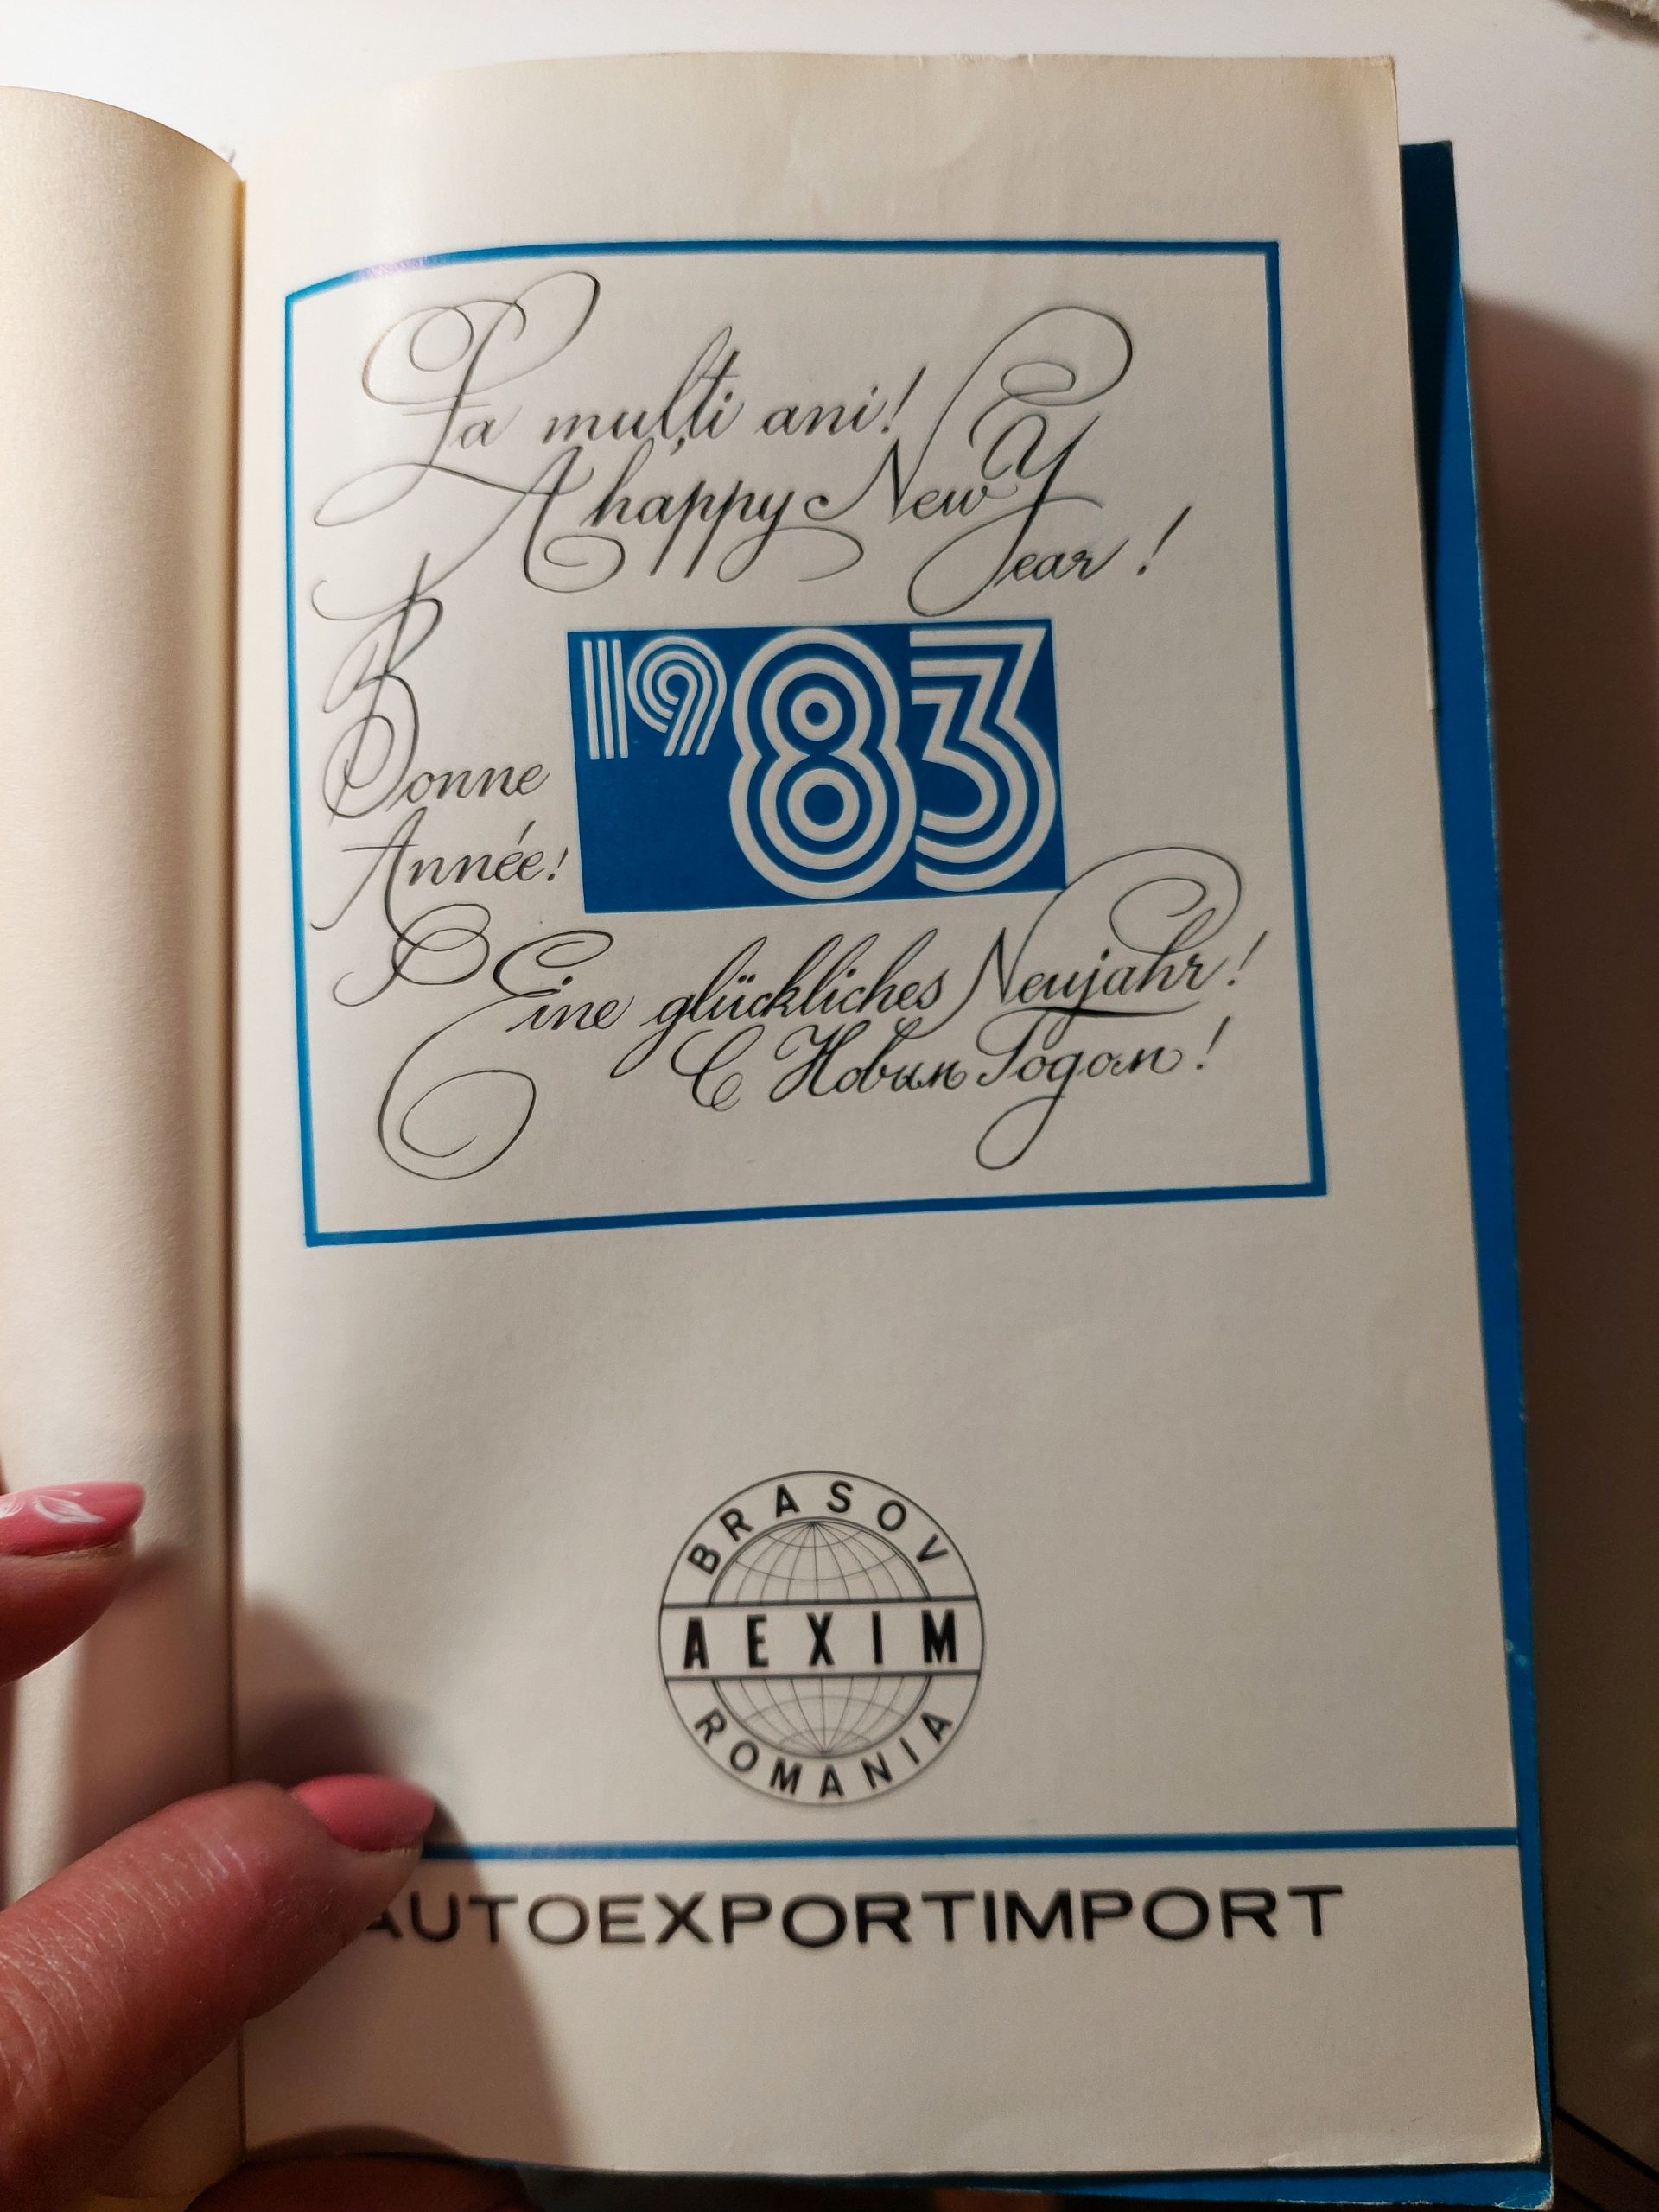 La mulți ani!
A happy New
Year!
1983
Bonne
Année!
Eine glückliches Neujahr!
С Новым Годом!
BRASOV
AEXIM
ROMANIA
AUTOEXPORTIMPORT